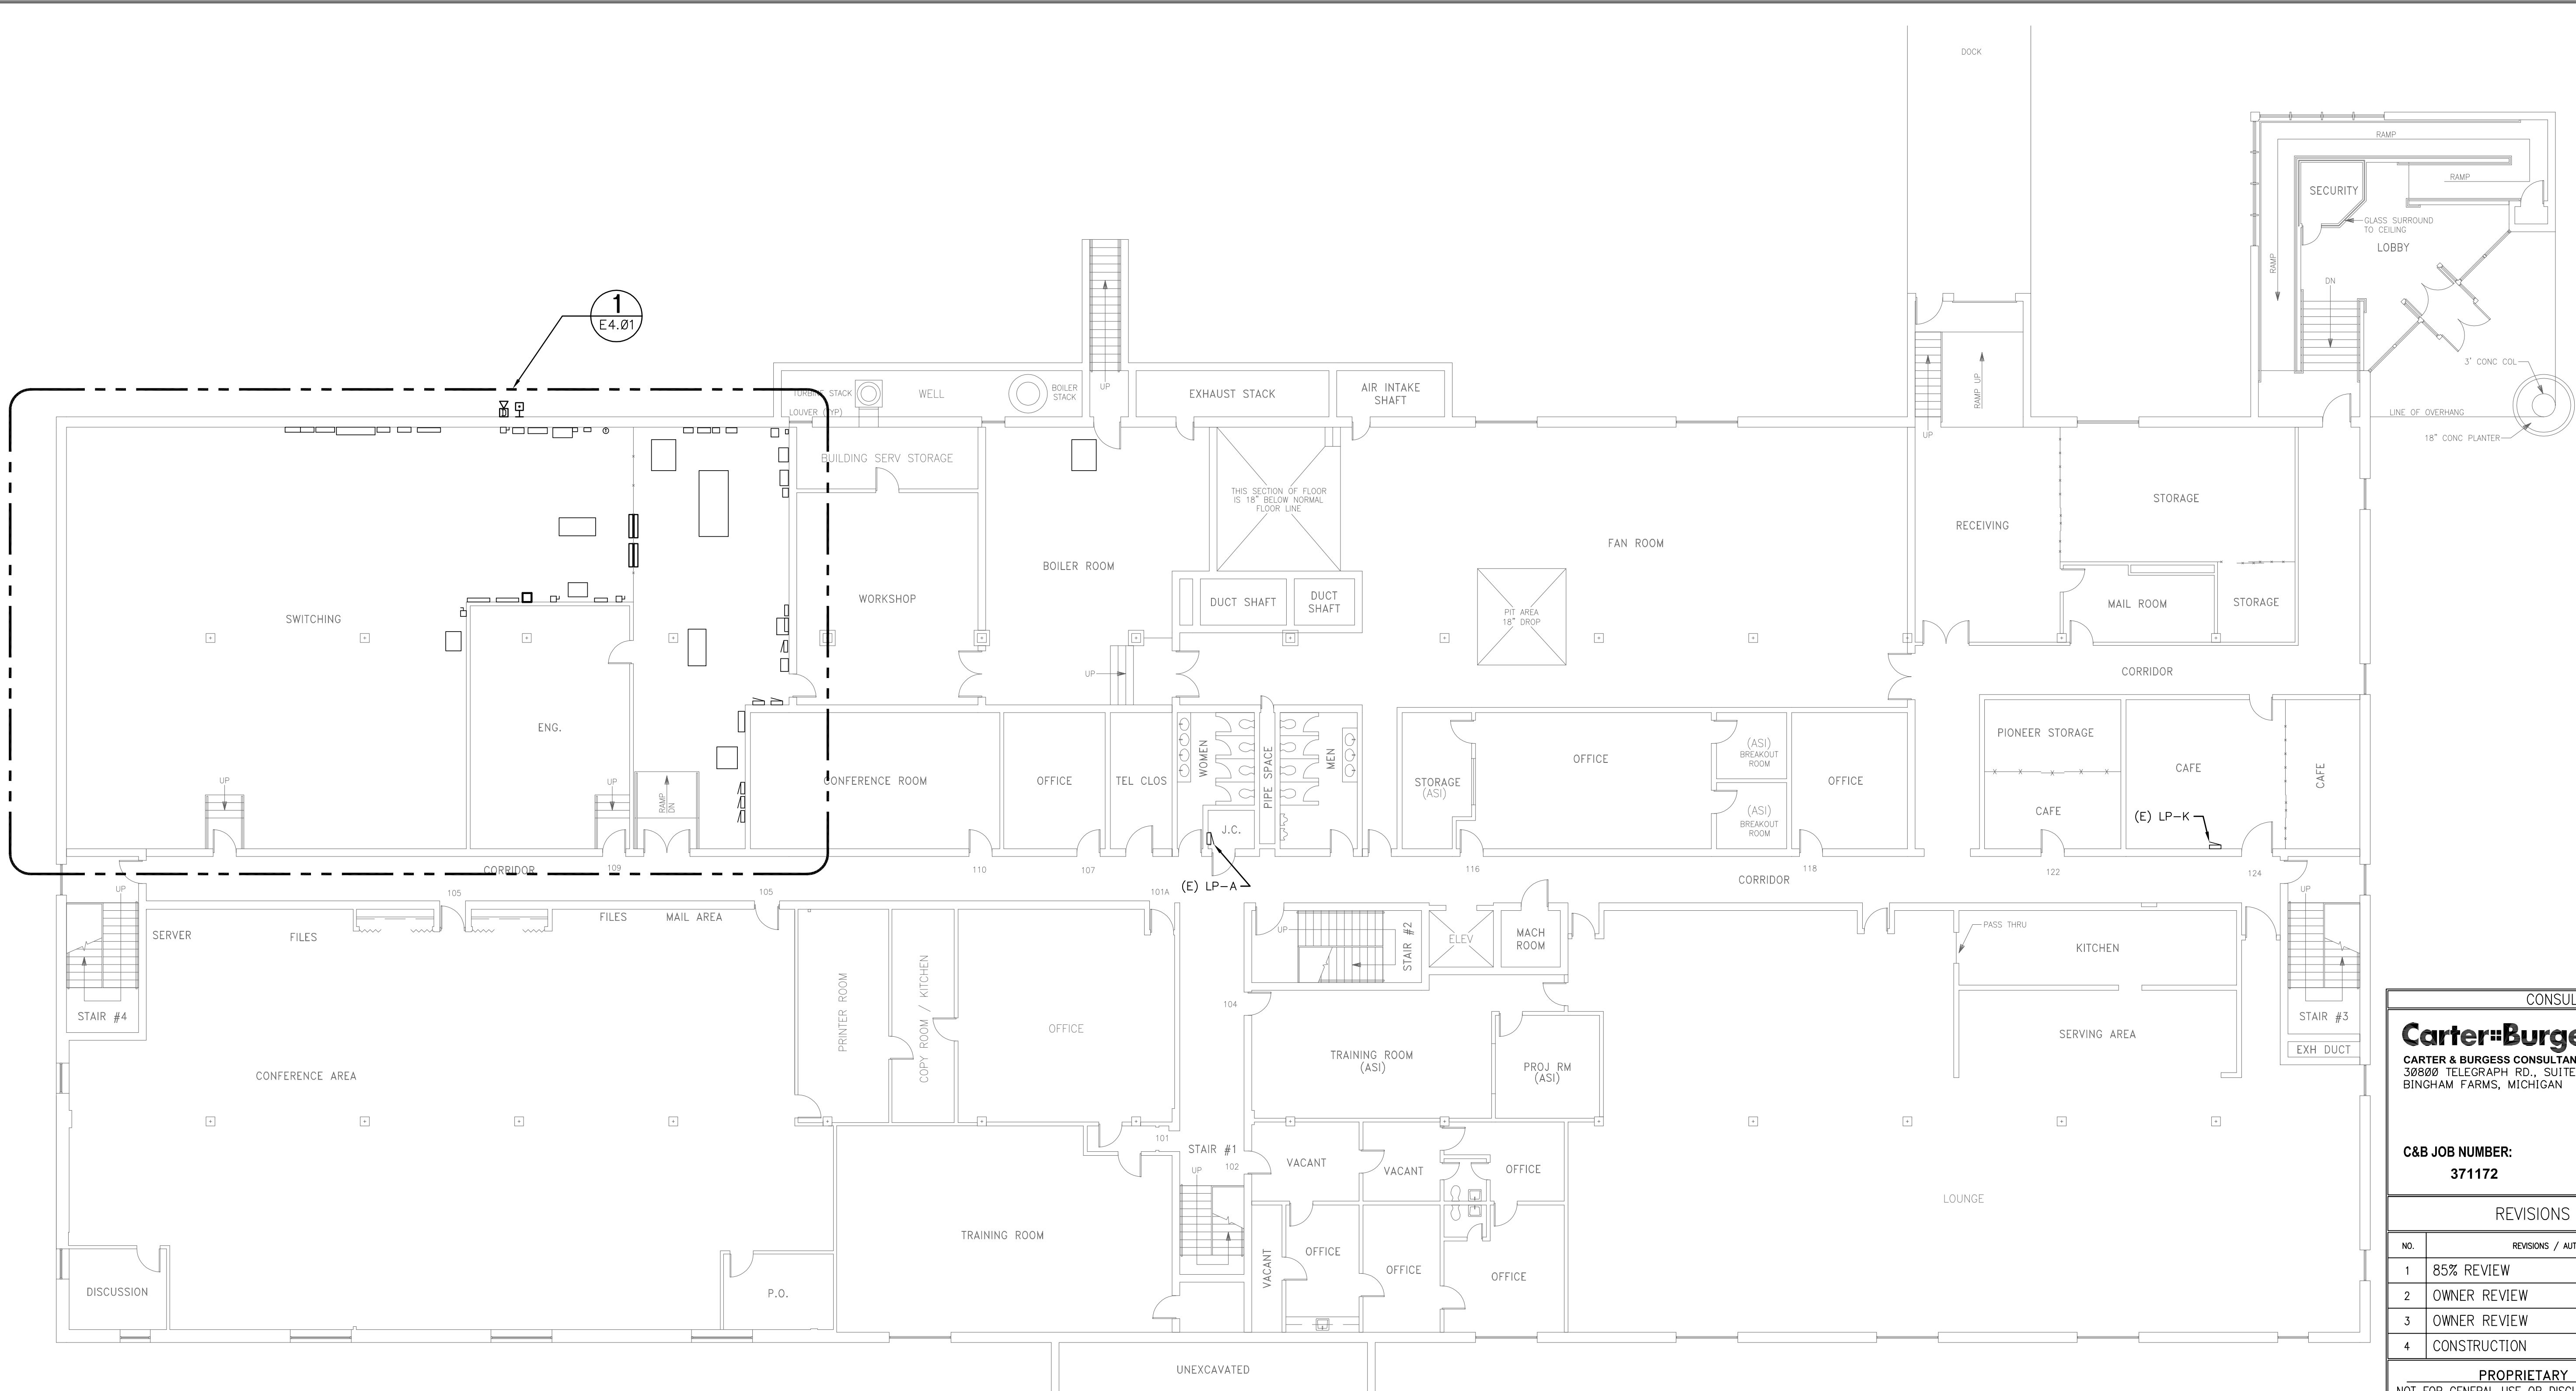 DOCK
RAMP
RAMP
SECURITY
GLASS SURROUND
TO CEILING
LOBBY
RAMP
DN
1
E4.01
3' CONC COL
LINE OF OVERHANG
18" CONC PLANTER
TURBINE STACK
WELL
BOILER
STACK
UP
EXHAUST STACK
AIR INTAKE
SHAFT
LOUVER (TYP)
RAMP UP
UP
BUILDING SERV STORAGE
THIS SECTION OF FLOOR
IS 18" BELOW NORMAL
FLOOR LINE
STORAGE
RECEIVING
FAN ROOM
BOILER ROOM
WORKSHOP
DUCT SHAFT
DUCT
SHAFT
MAIL ROOM
STORAGE
SWITCHING
PIT AREA
18" DROP
UP
CORRIDOR
ENG.
PIONEER STORAGE
(ASI)
BREAKOUT
ROOM
OFFICE
WOMEN
PIPE SPACE
MEN
CAFE
CAFE
UP
UP
RAMP
DN
CONFERENCE ROOM
OFFICE
TEL CLOS
STORAGE
(ASI)
OFFICE
(ASI)
BREAKOUT
ROOM
CAFE
(E) LP-K
J.C.
CORRIDOR
109
110
107
116
118
122
124
CORRIDOR
(E) LP-A
UP
105
105
101A
UP
SERVER
FILES
FILES
MAIL AREA
UP
STAIR #2
ELEV
MACH
ROOM
PASS THRU
KITCHEN
PRINTER ROOM
COPY ROOM / KITCHEN
104
STAIR #4
OFFICE
STAIR #3
SERVING AREA
EXH DUCT
TRAINING ROOM
(ASI)
PROJ RM
(ASI)
CONFERENCE AREA
101
STAIR #1
UP
102
VACANT
VACANT
OFFICE
LOUNGE
TRAINING ROOM
VACANT
OFFICE
OFFICE
OFFICE
DISCUSSION
P.O.
UNEXCAVATED
CONSUL
Carter::Burge
CARTER & BURGESS CONSULTAN
30800 TELEGRAPH RD., SUITE
BINGHAM FARMS, MICHIGAN
C&B JOB NUMBER:
371172
REVISIONS
NO.
REVISIONS / AUT
1 85% REVIEW
2 OWNER REVIEW
3 OWNER REVIEW
4 CONSTRUCTION
PROPRIETARY